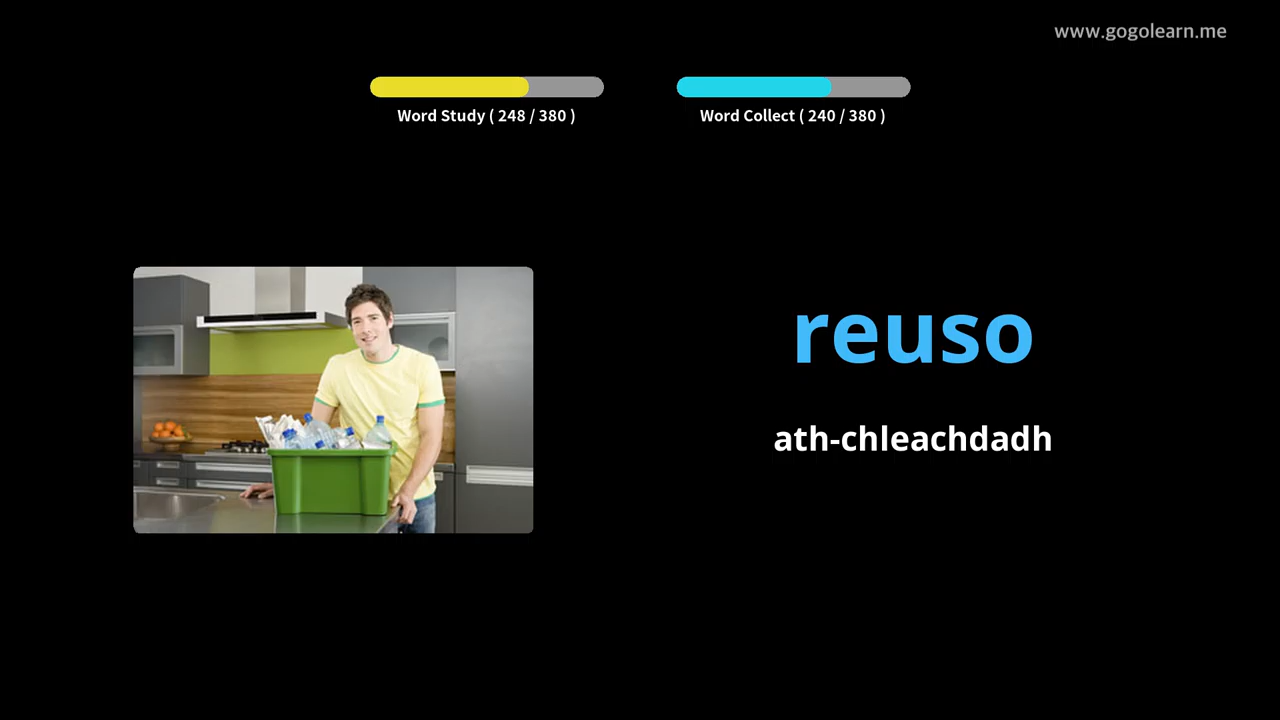 www.gogolearn.me
Word Study ( 248 / 380 )
Word Collect ( 240 / 380 )
reuso
ath-chleachdadh